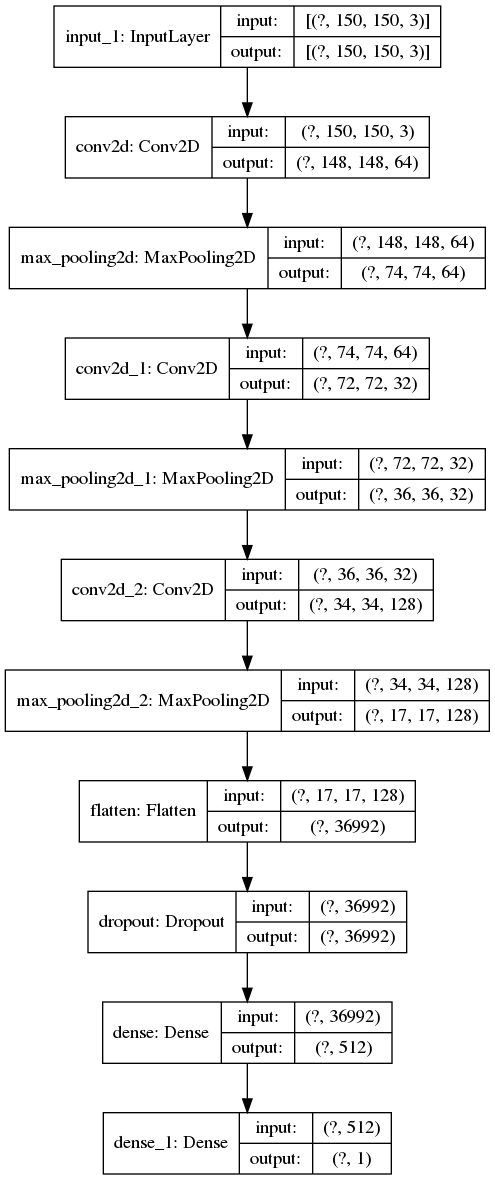 input_1: InputLayer
input:
[(?, 150, 150, 3)]
output:
[(?, 150, 150, 3)]
conv2d: Conv2D
input:
(?, 150, 150, 3)
output:
(?, 148, 148, 64)
max_pooling2d: MaxPooling2D
input:
(?, 148, 148, 64)
output:
(?, 74, 74, 64)
conv2d_1: Conv2D
input:
(?, 74, 74, 64)
output:
(?, 72, 72, 32)
max_pooling2d_1: MaxPooling2D
input:
(?, 72, 72, 32)
output:
(?, 36, 36, 32)
conv2d_2: Conv2D
input:
(?, 36, 36, 32)
output:
(?, 34, 34, 128)
max_pooling2d_2: MaxPooling2D
input:
(?, 34, 34, 128)
output:
(?, 17, 17, 128)
flatten: Flatten
input:
(?, 17, 17, 128)
output:
(?, 36992)
dropout: Dropout
input:
(?, 36992)
output:
(?, 36992)
dense: Dense
input:
(?, 36992)
output:
(?, 512)
dense_1: Dense
input:
(?, 512)
output:
(?, 1)